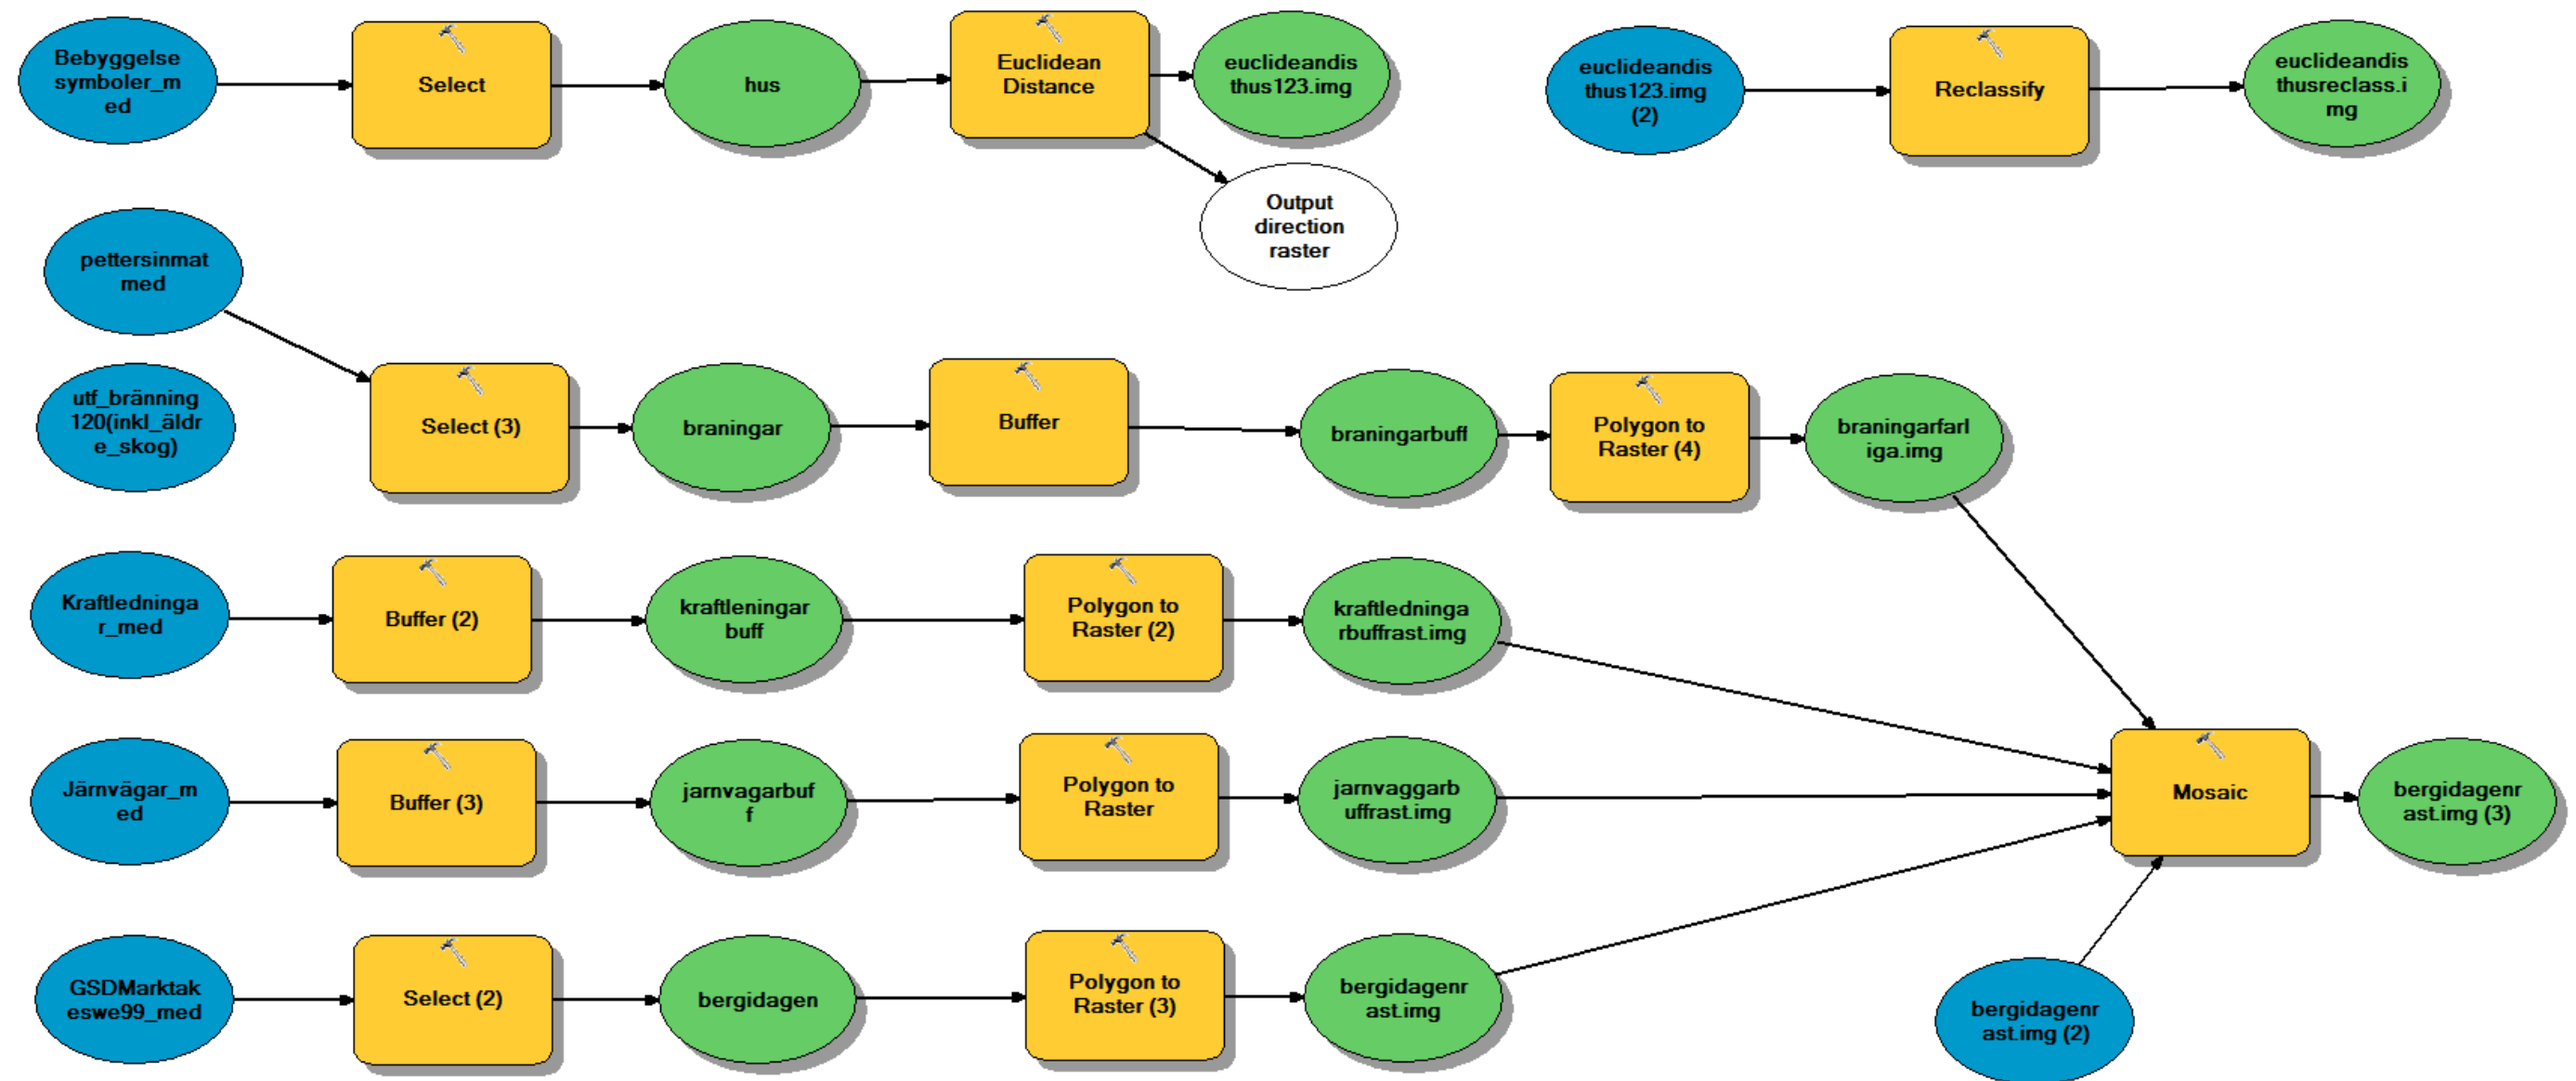 Bebyggelse
symboler_m
ed
Select
hus
Euclidean
Distance
euclideandis
thus123.img
Output
direction
raster
euclideandis
thus123.img
(2)
Reclassify
euclideandis
thusreclass.i
mg
pettersinmat
med
utf_bränning
120(inkl_äldr
e_skog)
Select (3)
braningar
Buffer
braningarbuff
Polygon to
Raster (4)
braningarfarl
iga.img
Kraftledninga
r_med
Buffer (2)
kraftleningar
buff
Polygon to
Raster (2)
kraftledninga
rbuffrast.img
Järnvägar_m
ed
Buffer (3)
jarnvagarbuf
f
Polygon to
Raster
jarnvaggarb
uffrast.img
Mosaic
bergidagenr
ast.img (3)
GSDMarktak
eswe99_med
Select (2)
bergidagen
Polygon to
Raster (3)
bergidagenr
ast.img
bergidagenr
ast.img (2)